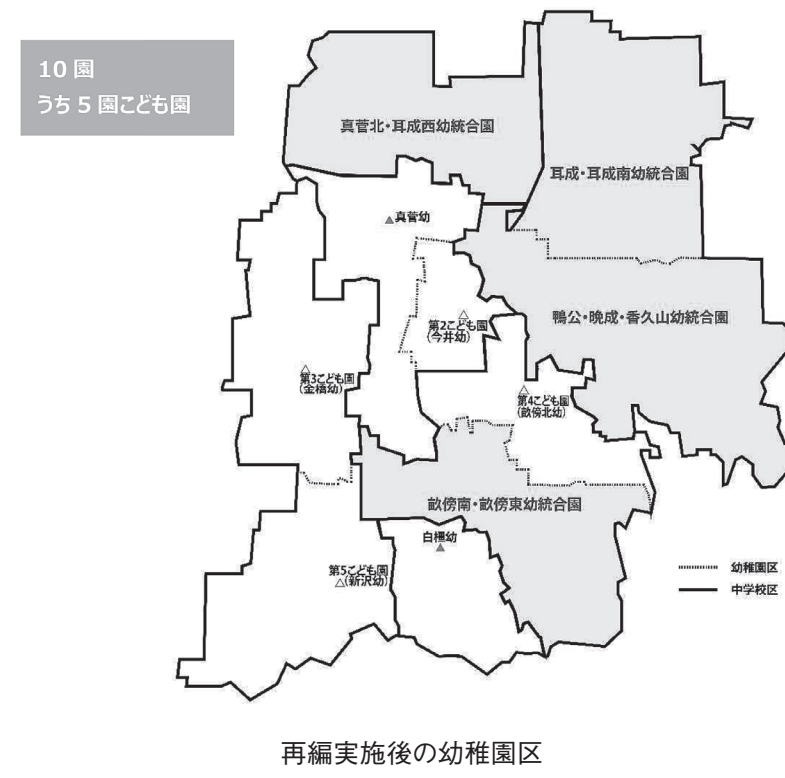 10 園
うち 5 園こども園
真菅北・耳成西幼統合園
耳成・耳成南幼統合園
▲真菅幼
第2こども園
(今井幼)
鴨公・晩成・香久山幼統合園
第3こども園
(金橋幼)
第4こども園
(畝傍北幼)
畝傍南・畝傍東幼統合園
白橿幼
第5こども園
△(新沢幼)
幼稚園区
中学校区
再編実施後の幼稚園区